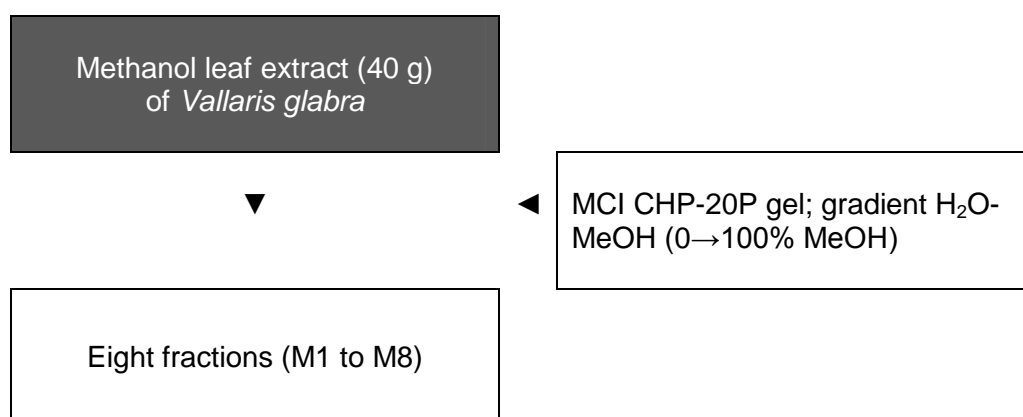 Methanol leaf extract (40 g)
of Vallaris glabra
▼
◄
MCI CHP-20P gel; gradient H₂O-
MeOH (0→100% MeOH)
Eight fractions (M1 to M8)